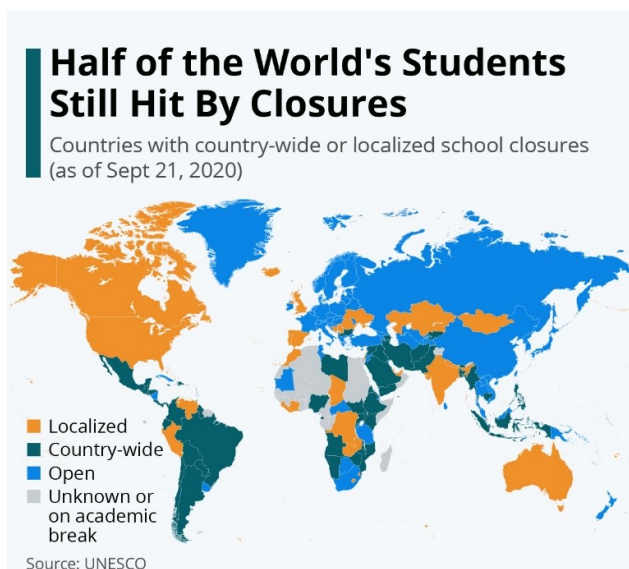 Half of the World's Students
Still Hit By Closures
Countries with country-wide or localized school closures
(as of Sept 21, 2020)
Localized
Country-wide
Open
Unknown or
on academic
break
Source: UNESCO